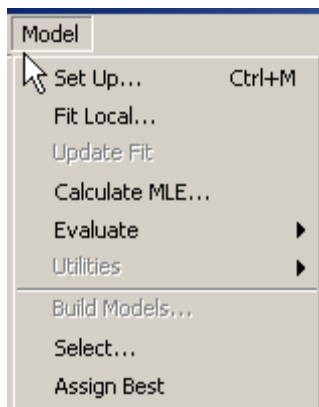 Model
Set Up... Ctrl+M
Fit Local...
Update Fit
Calculate MLE...
Evaluate
Utilities
Build Models...
Select...
Assign Best